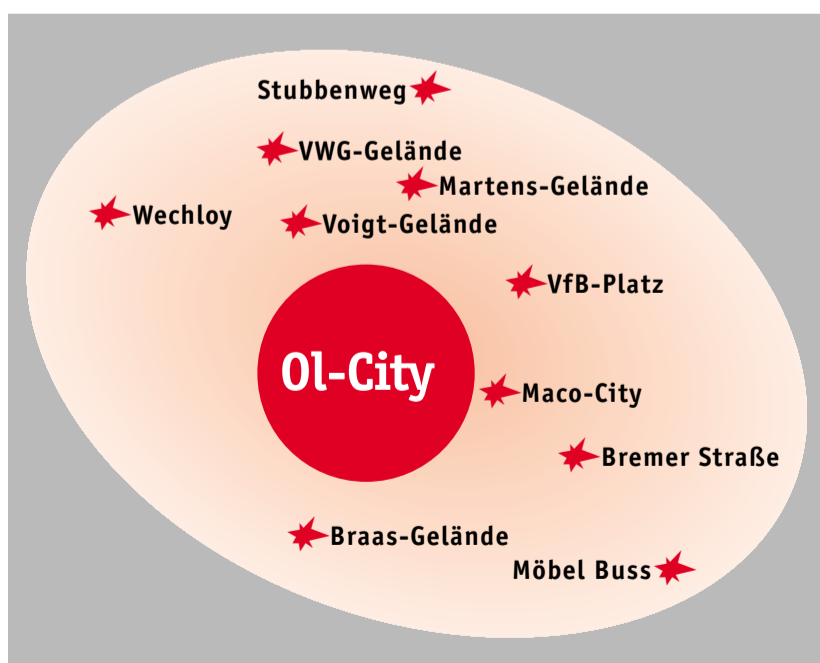 Stubbenweg
VWG-Gelände
Martens-Gelände
Wechloy
Voigt-Gelände
VfB-Platz
Ol-City
Maco-City
Bremer Straße
Braas-Gelände
Möbel Buss